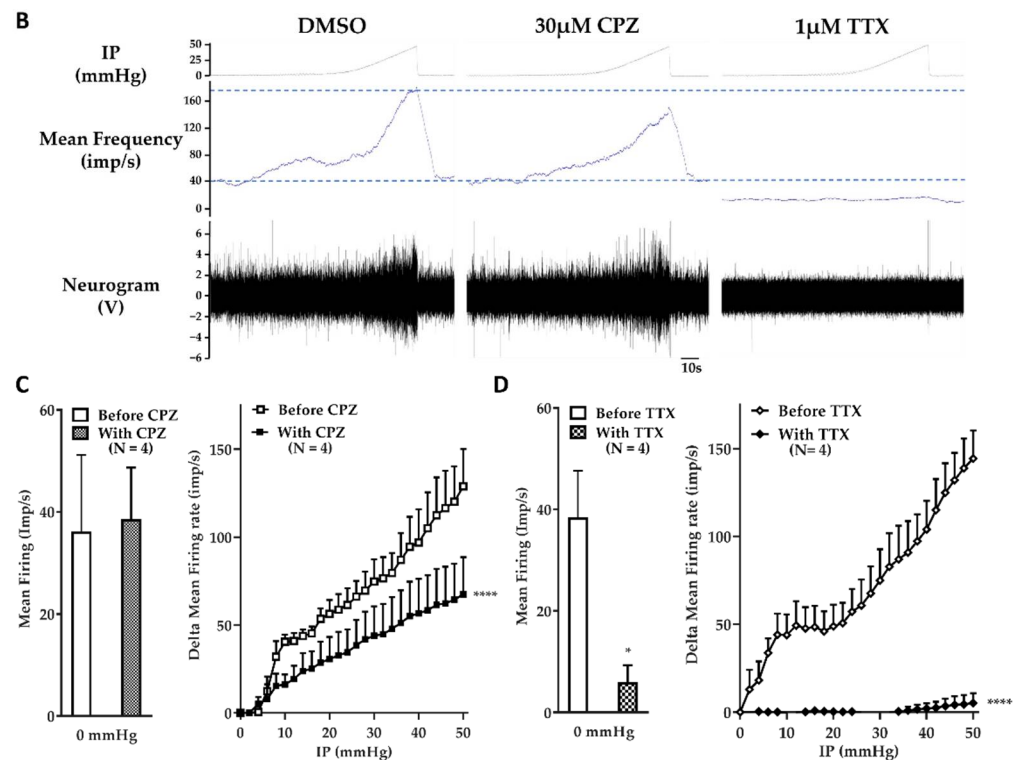 B
DMSO 30μM CPZ 1μM TTX
IP
(mmHg)
50
25
0
Mean Frequency
(imp/s)
160
120
80
40
0
Neurogram
(V)
6
4
2
0
−2
−4
−6
10s
C
60
40
20
0
Mean Firing (Imp/s)
Before CPZ
With CPZ
(N = 4)
0 mmHg
Before CPZ
With CPZ
(N = 4)
Delta Mean Firing rate (imp/s)
150
100
50
0
****
0 10 20 30 40 50
IP (mmHg)
D
60
40
20
0
Mean Firing (Imp/s)
Before TTX
With TTX
(N = 4)
*
0 mmHg
Before TTX
With TTX
(N= 4)
Delta Mean Firing rate (imp/s)
150
100
50
0
****
0 10 20 30 40 50
IP (mmHg)